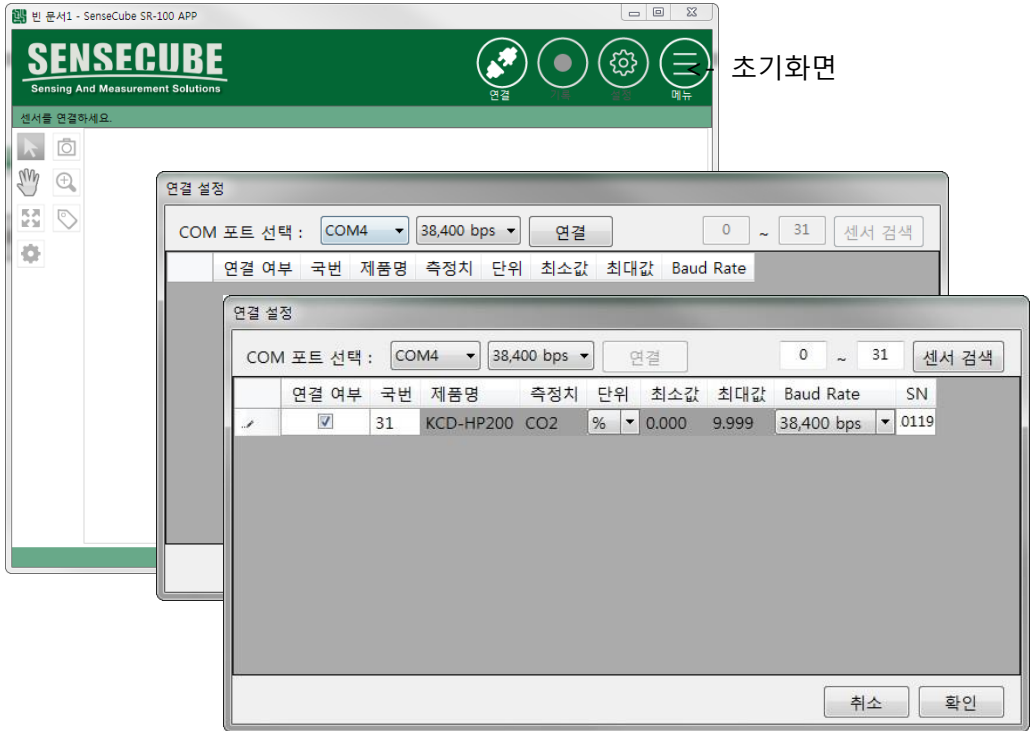 빈 문서1 - SenseCube SR-100 APP
SENSECUBE
Sensing And Measurement Solutions
연결 기록 설정 메뉴
<- 초기화면
센서를 연결하세요.
연결 설정
COM 포트 선택 : COM4 38,400 bps 연결 0 ~ 31 센서 검색
연결 여부 국번 제품명 측정치 단위 최소값 최대값 Baud Rate
연결 설정
COM 포트 선택 : COM4 38,400 bps 연결 0 ~ 31 센서 검색
연결 여부 국번 제품명 측정치 단위 최소값 최대값 Baud Rate SN
31 KCD-HP200 CO2 % 0.000 9.999 38,400 bps 0119
취소 확인